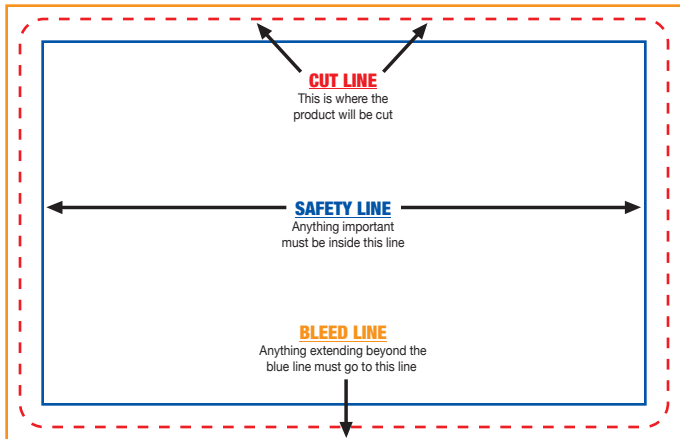 CUT LINE
This is where the
product will be cut
SAFETY LINE
Anything important
must be inside this line
BLEED LINE
Anything extending beyond the
blue line must go to this line